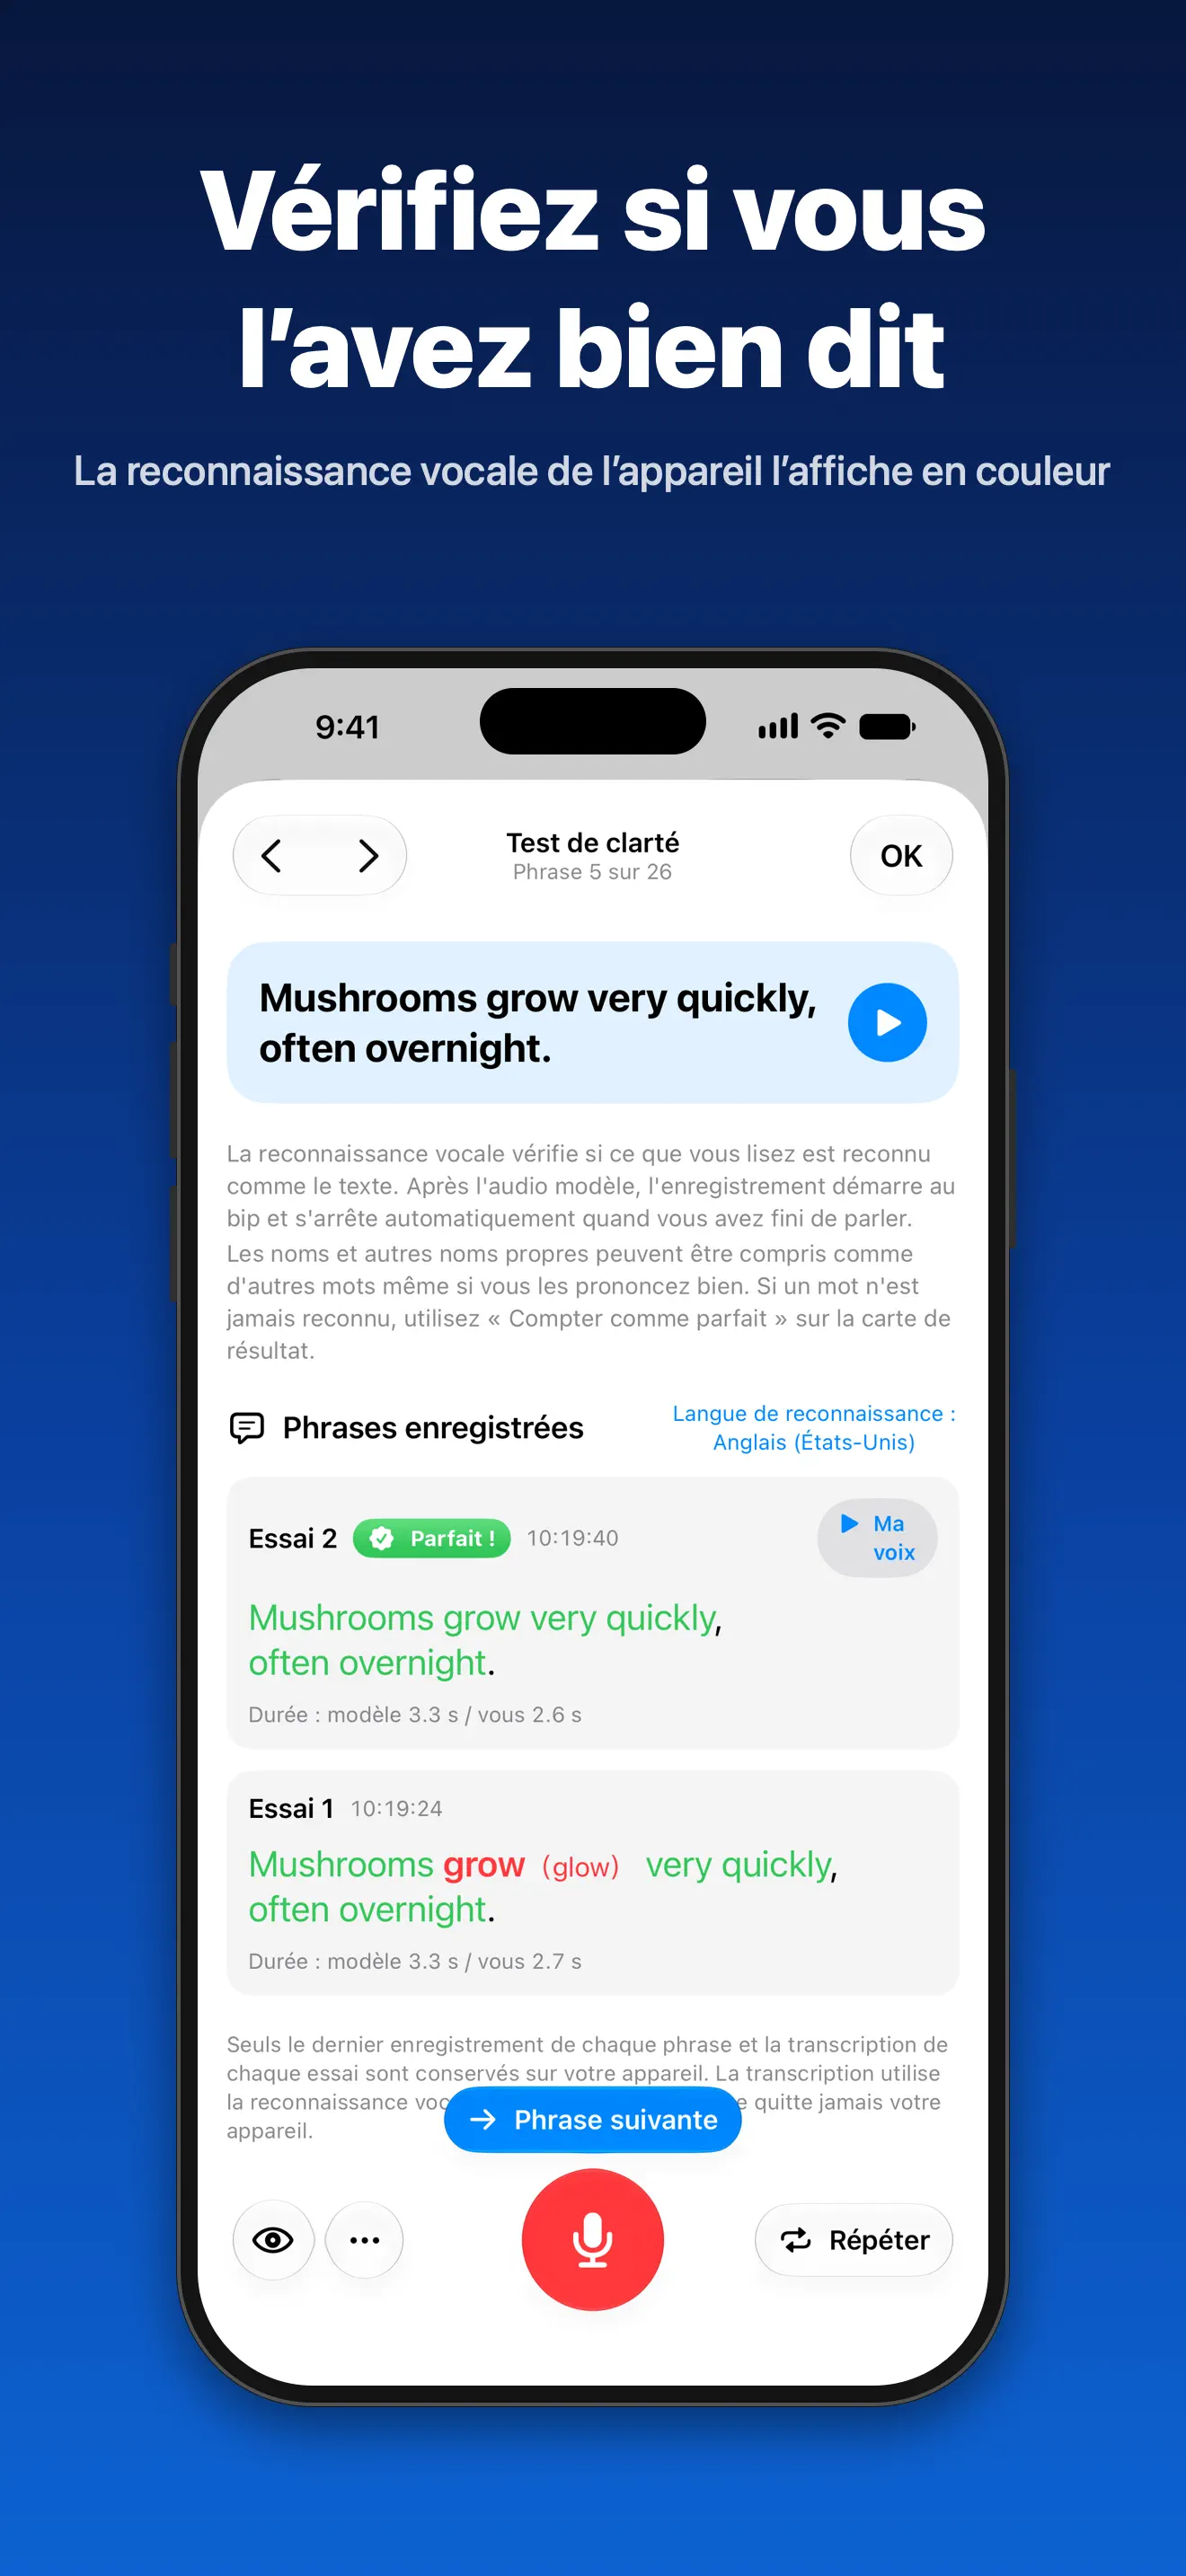 Vérifiez si vous
l’avez bien dit
La reconnaissance vocale de l’appareil l’affiche en couleur
9:41
Test de clarté
Phrase 5 sur 26
OK
Mushrooms grow very quickly,
often overnight.
La reconnaissance vocale vérifie si ce que vous lisez est reconnu
comme le texte. Après l'audio modèle, l'enregistrement démarre au
bip et s'arrête automatiquement quand vous avez fini de parler.
Les noms et autres noms propres peuvent être compris comme
d'autres mots même si vous les prononcez bien. Si un mot n'est
jamais reconnu, utilisez « Compter comme parfait » sur la carte de
résultat.
Phrases enregistrées
Langue de reconnaissance :
Anglais (États-Unis)
Essai 2 Parfait ! 10:19:40
Ma
voix
Mushrooms grow very quickly,
often overnight.
Durée : modèle 3.3 s / vous 2.6 s
Essai 1 10:19:24
Mushrooms grow (glow) very quickly,
often overnight.
Durée : modèle 3.3 s / vous 2.7 s
Seuls le dernier enregistrement de chaque phrase et la transcription de
chaque essai sont conservés sur votre appareil. La transcription utilise
la reconnaissance quitte jamais votre
appareil.
Phrase suivante
Répéter